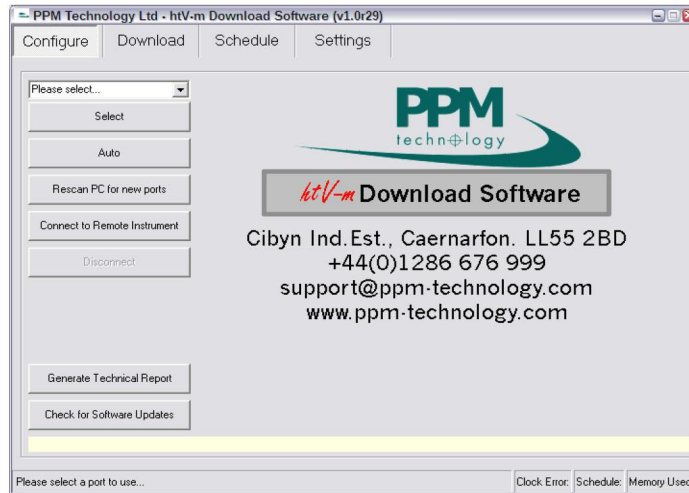 PPM Technology Ltd - htV-m Download Software (v1.0r29)
Configure Download Schedule Settings
Please select...
Select
Auto
Rescan PC for new ports
Connect to Remote Instrument
Disconnect
Generate Technical Report
Check for Software Updates
PPM
technology
htV-m Download Software
Cibyn Ind.Est., Caernarfon. LL55 2BD
+44(0)1286 676 999
support@ppm-technology.com
www.ppm-technology.com
Please select a port to use... Clock Error: Schedule: Memory Used